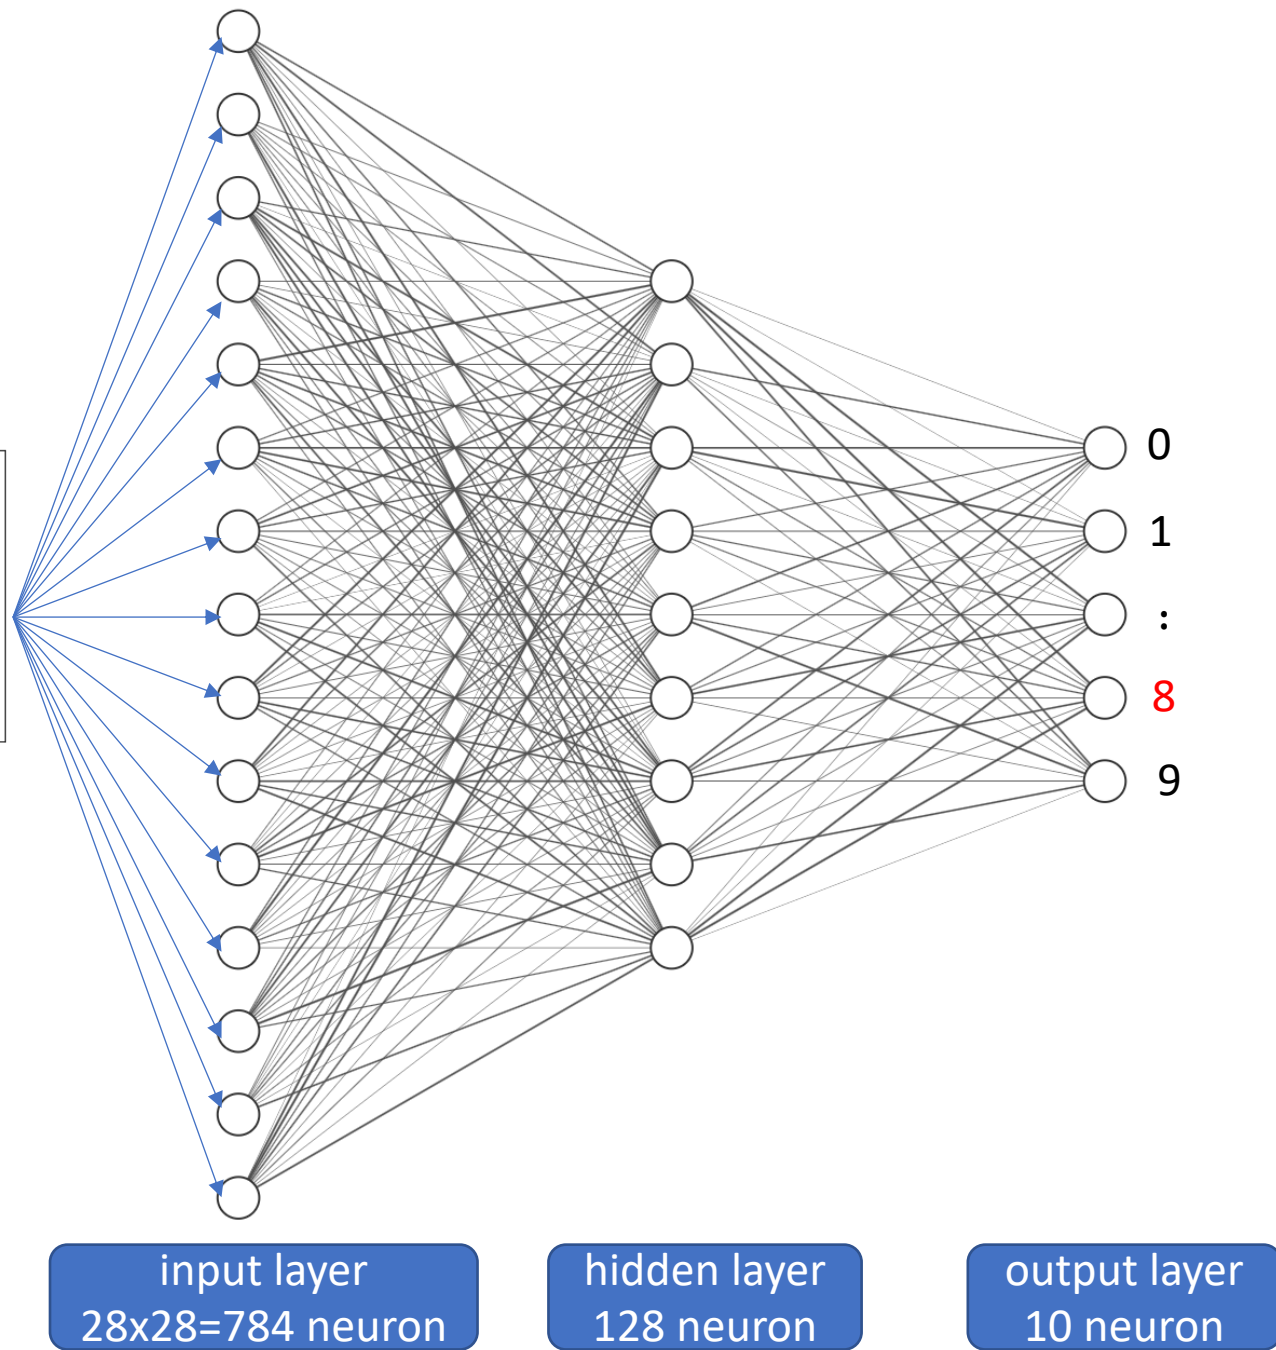 0
1
:
8
9
input layer
28x28=784 neuron
hidden layer
128 neuron
output layer
10 neuron